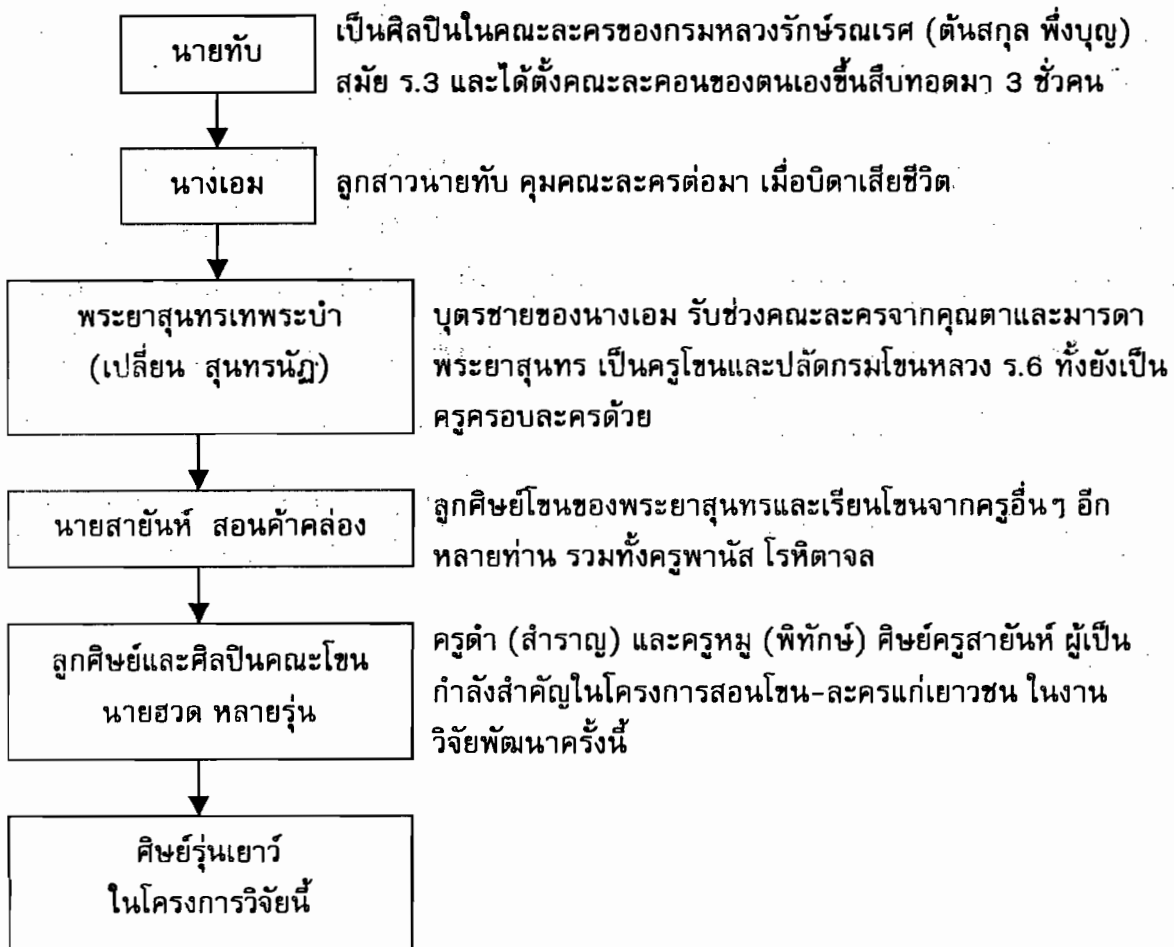 นายทับ
เป็นศิลปินในคณะละครของกรมหลวงรักษ์รณเรศ (ต้นสกุล พึ่งบุญ)
สมัย ร.3 และได้ตั้งคณะละคอนของตนเองขึ้นสืบทอดมา 3 ชั่วคน
นางเอม
ลูกสาวนายทับ คุมคณะละครต่อมา เมื่อบิดาเสียชีวิต
พระยาสุนทรเทพระบำ
(เปลี่ยน สุนทรนัฏ)
บุตรชายของนางเอม รับช่วงคณะละครจากคุณตาและมารดา
พระยาสุนทร เป็นครูโขนและปลัดกรมโขนหลวง ร.6 ทั้งยังเป็น
ครูครอบละครด้วย
นายสายันห์ สอนค้าคล่อง
ลูกศิษย์โขนของพระยาสุนทรและเรียนโขนจากครูอื่นๆ อีก
หลายท่าน รวมทั้งครูพานัส โรหิตาจล
ลูกศิษย์และศิลปินคณะโขน
นายฮวด หลายรุ่น
ครูดำ (สำราญ) และครูหมู (พิทักษ์) ศิษย์ครูสายันห์ ผู้เป็น
กำลังสำคัญในโครงการสอนโขน-ละครแก่เยาวชน ในงาน
วิจัยพัฒนาครั้งนี้
ศิษย์รุ่นเยาว์
ในโครงการวิจัยนี้